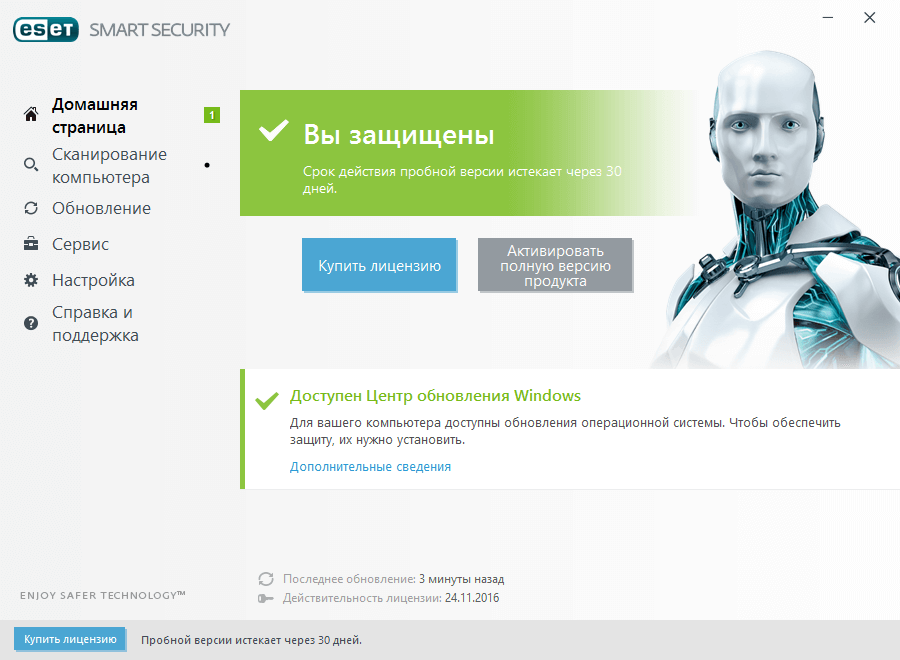 eset SMART SECURITY
Домашняя
страница
1
Сканирование
компьютера
Обновление
Сервис
Настройка
Справка и
поддержка
Вы защищены
Срок действия пробной версии истекает через 30
дней.
Купить лицензию
Активировать
полную версию
продукта
Доступен Центр обновления Windows
Для вашего компьютера доступны обновления операционной системы. Чтобы обеспечить
защиту, их нужно установить.
Дополнительные сведения
ENJOY SAFER TECHNOLOGY™
Последнее обновление: 3 минуты назад
Действительность лицензии: 24.11.2016
Купить лицензию
Пробной версии истекает через 30 дней.